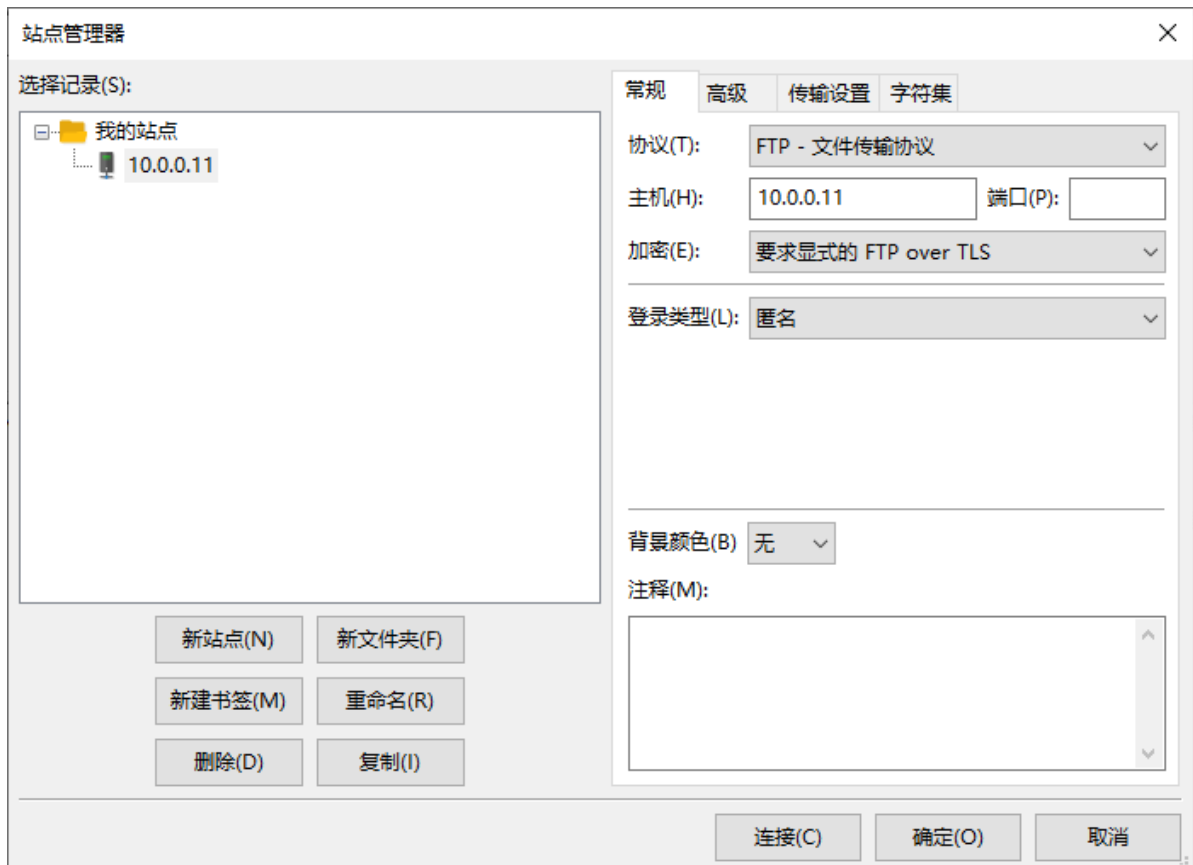 站点管理器
选择记录(S):
我的站点
10.0.0.11
新站点(N) 新文件夹(F)
新建书签(M) 重命名(R)
删除(D) 复制(I)
常规 高级 传输设置 字符集
协议(T): FTP - 文件传输协议
主机(H): 10.0.0.11 端口(P):
加密(E): 要求显式的 FTP over TLS
登录类型(L): 匿名
背景颜色(B) 无
注释(M):
连接(C) 确定(O) 取消